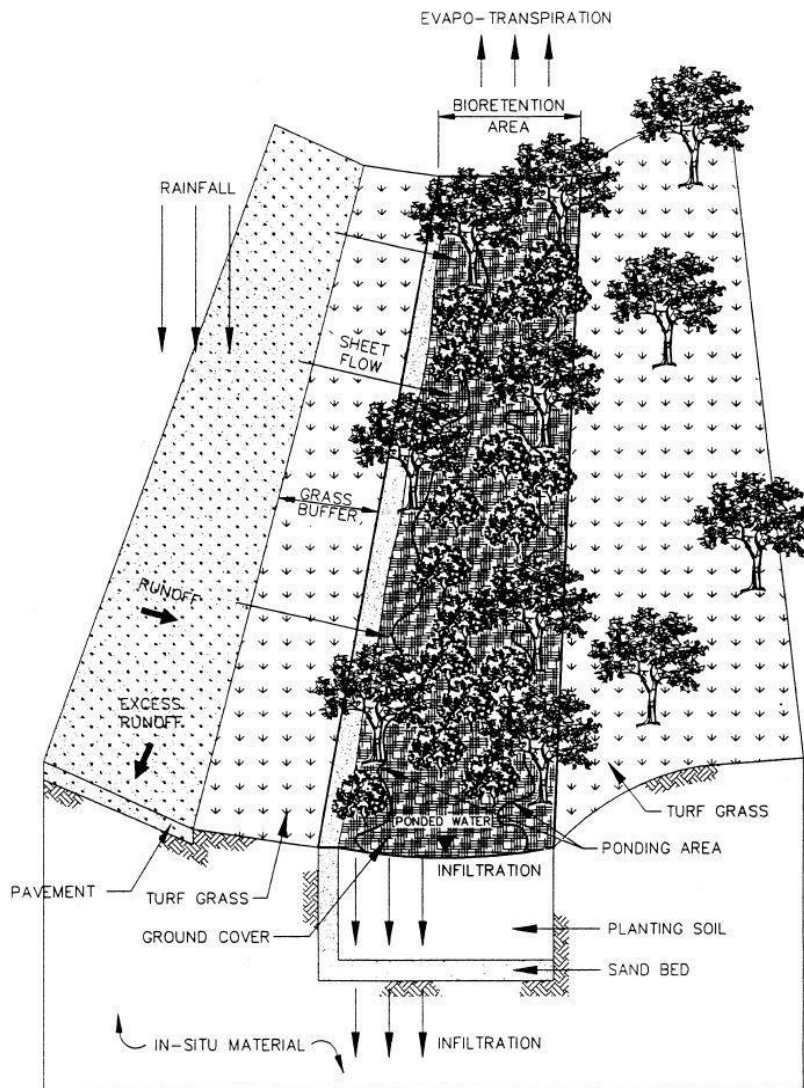 EVAPO-TRANSPIRATION
BIORETENTION
AREA
RAINFALL
SHEET
FLOW
GRASS
BUFFER
RUNOFF
EXCESS
RUNOFF
TURF GRASS
PONDED WATER
PONDING AREA
PAVEMENT
TURF GRASS
INFILTRATION
GROUND COVER
PLANTING SOIL
SAND BED
IN-SITU MATERIAL
INFILTRATION